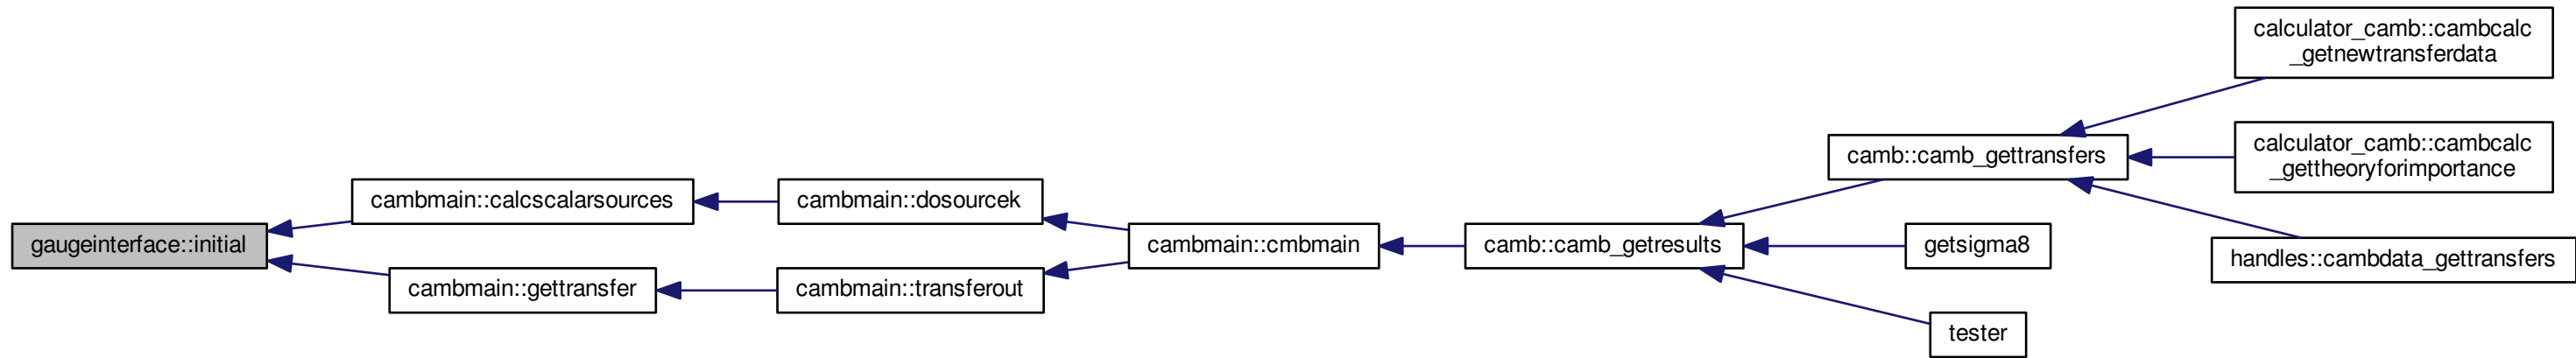 calculator_camb::cambcalc
_getnewtransferdata
camb::camb_gettransfers
calculator_camb::cambcalc
_gettheoryforimportance
cambmain::calcscalarsources
cambmain::dosourcek
gaugeinterface::initial
cambmain::cmbmain
camb::camb_getresults
getsigma8
handles::cambdata_gettransfers
cambmain::gettransfer
cambmain::transferout
tester